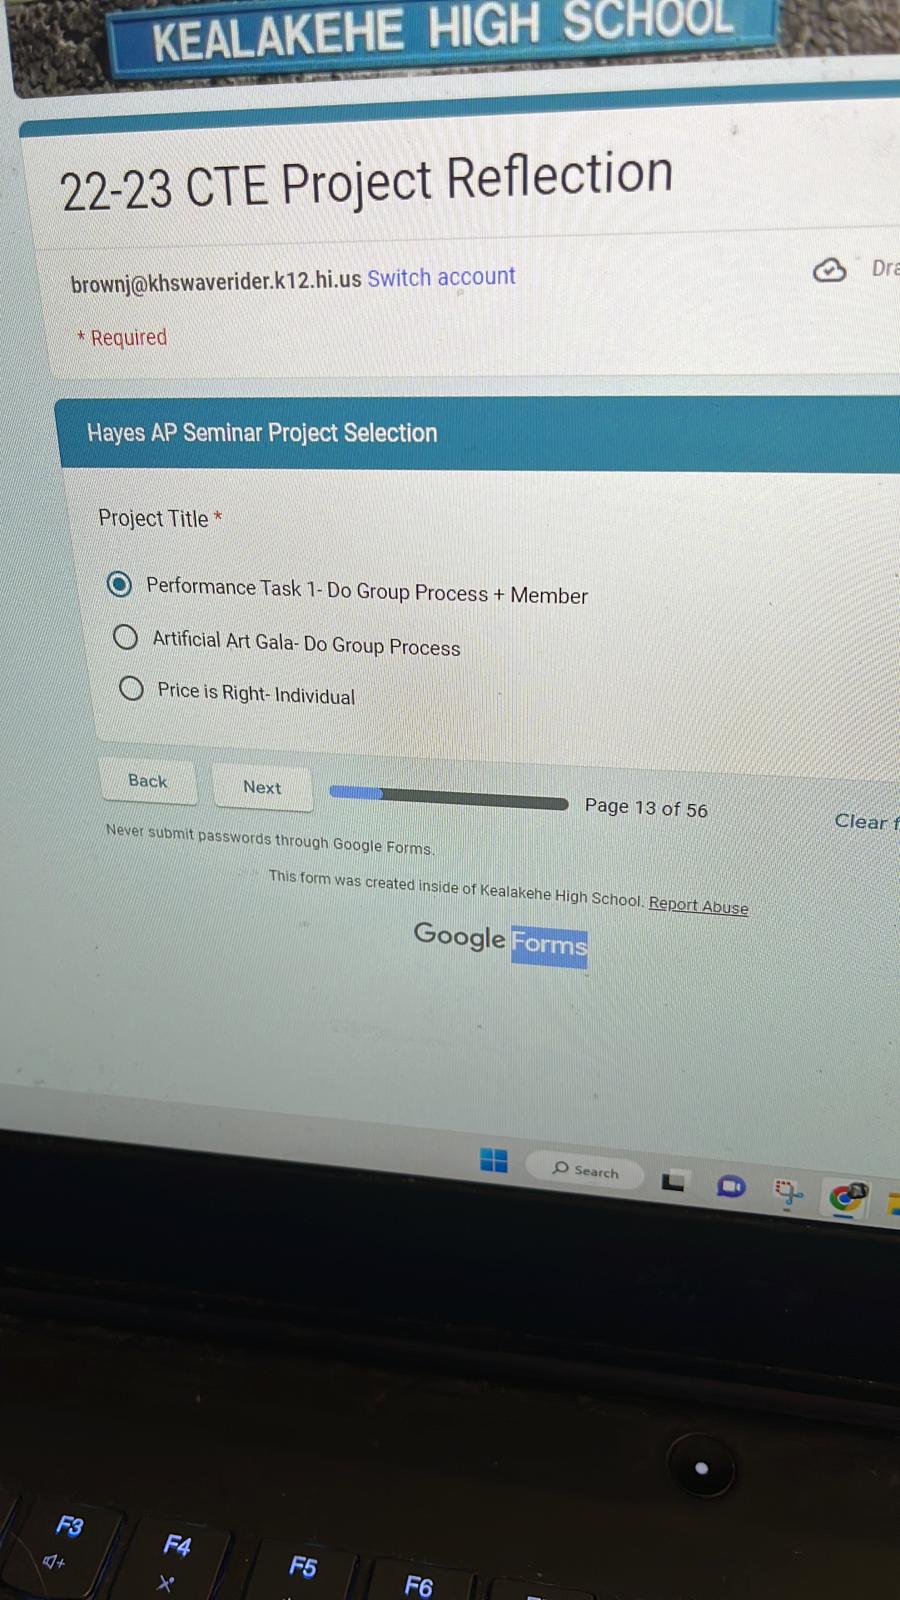 KEALAKEHE HIGH SCHOOL
22-23 CTE Project Reflection
brownj@khswaverider.k12.hi.us Switch account
Dra
* Required
Hayes AP Seminar Project Selection
Project Title *
Performance Task 1- Do Group Process + Member
Artificial Art Gala- Do Group Process
Price is Right- Individual
Back
Next
Page 13 of 56
Clear f
Never submit passwords through Google Forms.
This form was created inside of Kealakehe High School. Report Abuse
Google Forms
Search
F3
F4
F5
F6